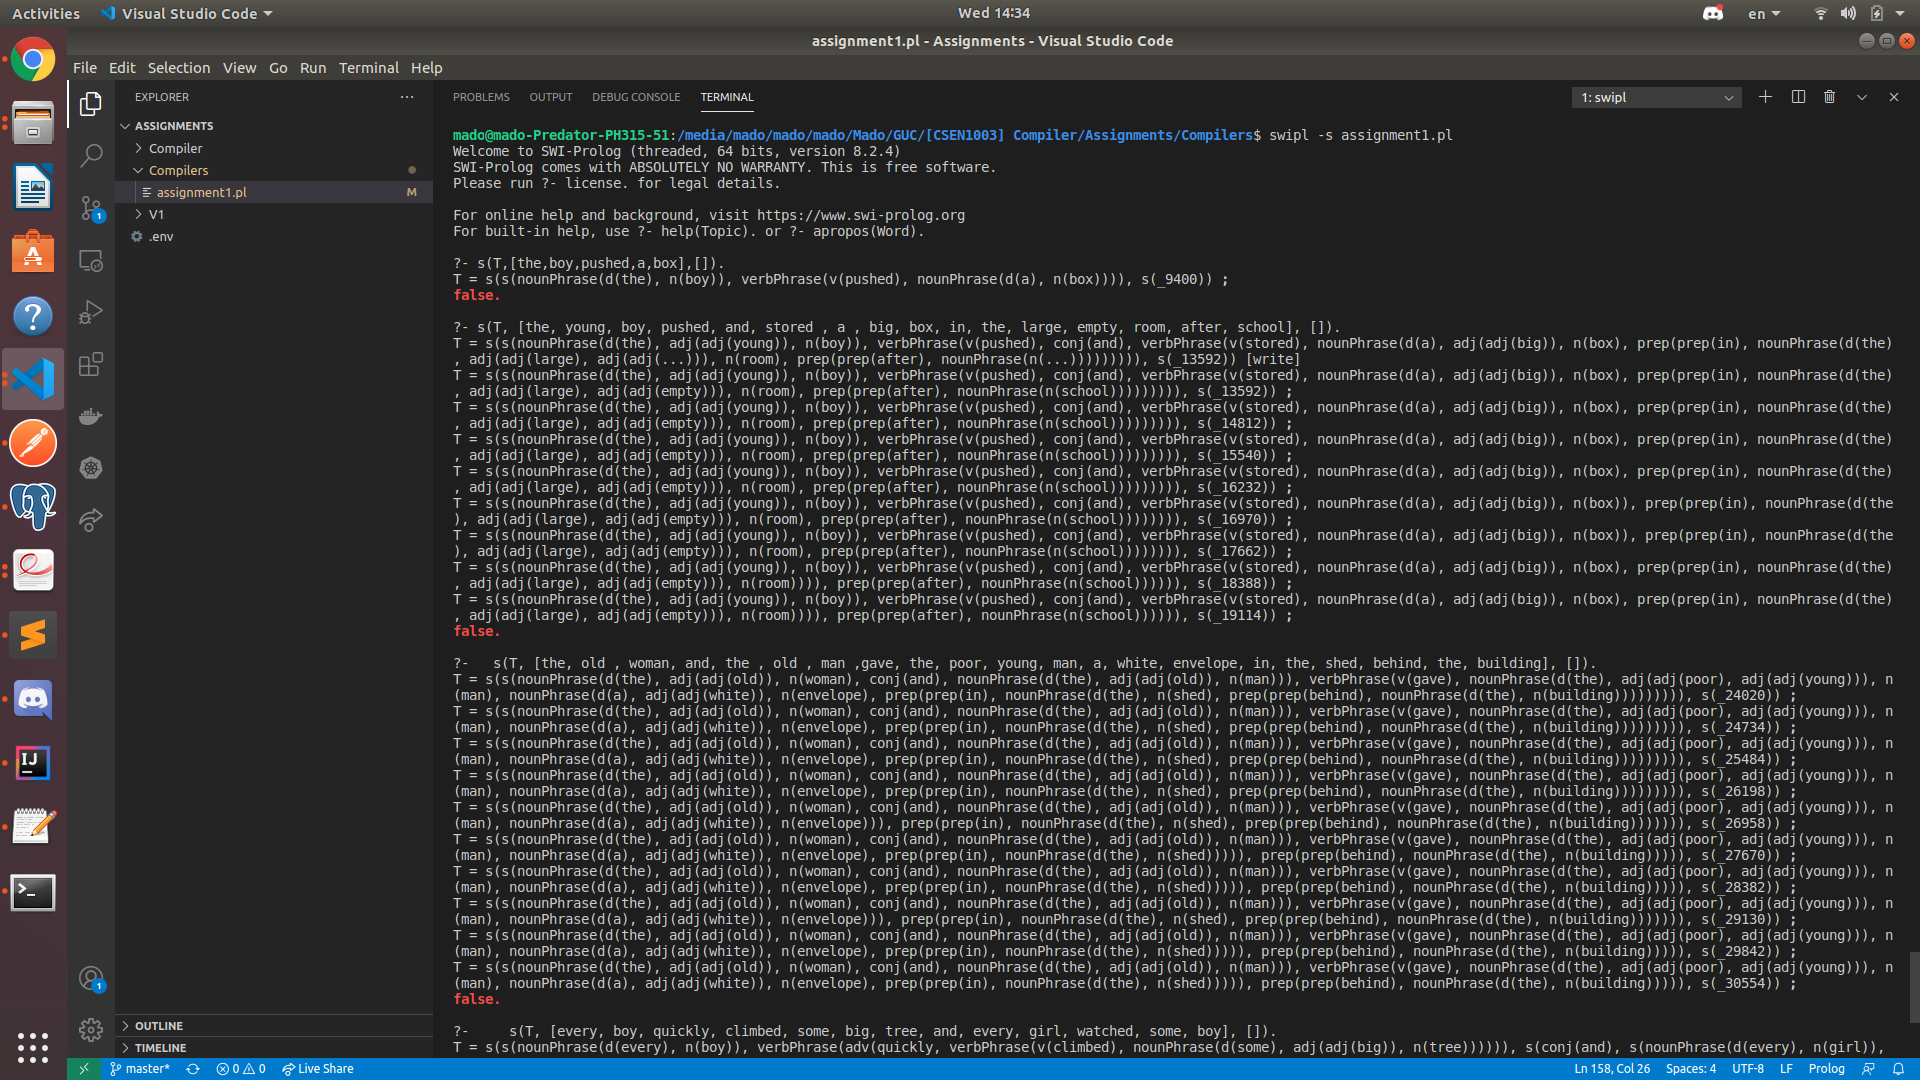 Activities
Visual Studio Code
Wed 14:34
en
assignment1.pl - Assignments - Visual Studio Code
File Edit Selection View Go Run Terminal Help
EXPLORER
ASSIGNMENTS
Compiler
Compilers
assignment1.pl M
V1
.env
OUTLINE
TIMELINE
1
1
PROBLEMS OUTPUT DEBUG CONSOLE TERMINAL
1: swipl
mado@mado-Predator-PH315-51:/media/mado/mado/mado/Mado/GUC/[CSEN1003] Compiler/Assignments/Compilers$ swipl -s assignment1.pl
Welcome to SWI-Prolog (threaded, 64 bits, version 8.2.4)
SWI-Prolog comes with ABSOLUTELY NO WARRANTY. This is free software.
Please run ?- license. for legal details.
For online help and background, visit https://www.swi-prolog.org
For built-in help, use ?- help(Topic). or ?- apropos(Word).
?- s(T,[the,boy,pushed,a,box],[]).
T = s(s(nounPhrase(d(the), n(boy)), verbPhrase(v(pushed), nounPhrase(d(a), n(box)))), s(_9400)) ;
false.
?- s(T, [the, young, boy, pushed, and, stored , a , big, box, in, the, large, empty, room, after, school], []).
T = s(s(nounPhrase(d(the), adj(adj(young)), n(boy)), verbPhrase(v(pushed), conj(and), verbPhrase(v(stored), nounPhrase(d(a), adj(adj(big)), n(box), prep(prep(in), nounPhrase(d(the)
, adj(adj(large), adj(adj(...))), n(room), prep(prep(after), nounPhrase(n(...))))))))), s(_13592)) [write]
T = s(s(nounPhrase(d(the), adj(adj(young)), n(boy)), verbPhrase(v(pushed), conj(and), verbPhrase(v(stored), nounPhrase(d(a), adj(adj(big)), n(box), prep(prep(in), nounPhrase(d(the)
, adj(adj(large), adj(adj(empty))), n(room), prep(prep(after), nounPhrase(n(school))))))))), s(_13592)) ;
T = s(s(nounPhrase(d(the), adj(adj(young)), n(boy)), verbPhrase(v(pushed), conj(and), verbPhrase(v(stored), nounPhrase(d(a), adj(adj(big)), n(box), prep(prep(in), nounPhrase(d(the)
, adj(adj(large), adj(adj(empty))), n(room), prep(prep(after), nounPhrase(n(school))))))))), s(_14812)) ;
T = s(s(nounPhrase(d(the), adj(adj(young)), n(boy)), verbPhrase(v(pushed), conj(and), verbPhrase(v(stored), nounPhrase(d(a), adj(adj(big)), n(box), prep(prep(in), nounPhrase(d(the)
, adj(adj(large), adj(adj(empty))), n(room), prep(prep(after), nounPhrase(n(school))))))))), s(_15540)) ;
T = s(s(nounPhrase(d(the), adj(adj(young)), n(boy)), verbPhrase(v(pushed), conj(and), verbPhrase(v(stored), nounPhrase(d(a), adj(adj(big)), n(box), prep(prep(in), nounPhrase(d(the)
, adj(adj(large), adj(adj(empty))), n(room), prep(prep(after), nounPhrase(n(school))))))))), s(_16232)) ;
T = s(s(nounPhrase(d(the), adj(adj(young)), n(boy)), verbPhrase(v(pushed), conj(and), verbPhrase(v(stored), nounPhrase(d(a), adj(adj(big)), n(box)), prep(prep(in), nounPhrase(d(the
), adj(adj(large), adj(adj(empty))), n(room), prep(prep(after), nounPhrase(n(school)))))))), s(_16970)) ;
T = s(s(nounPhrase(d(the), adj(adj(young)), n(boy)), verbPhrase(v(pushed), conj(and), verbPhrase(v(stored), nounPhrase(d(a), adj(adj(big)), n(box)), prep(prep(in), nounPhrase(d(the
), adj(adj(large), adj(adj(empty))), n(room), prep(prep(after), nounPhrase(n(school)))))))), s(_17662)) ;
T = s(s(nounPhrase(d(the), adj(adj(young)), n(boy)), verbPhrase(v(pushed), conj(and), verbPhrase(v(stored), nounPhrase(d(a), adj(adj(big)), n(box), prep(prep(in), nounPhrase(d(the)
, adj(adj(large), adj(adj(empty))), n(room)))), prep(prep(after), nounPhrase(n(school)))))), s(_18388)) ;
T = s(s(nounPhrase(d(the), adj(adj(young)), n(boy)), verbPhrase(v(pushed), conj(and), verbPhrase(v(stored), nounPhrase(d(a), adj(adj(big)), n(box), prep(prep(in), nounPhrase(d(the)
, adj(adj(large), adj(adj(empty))), n(room)))), prep(prep(after), nounPhrase(n(school)))))), s(_19114)) ;
false.
?-   s(T, [the, old , woman, and, the , old , man ,gave, the, poor, young, man, a, white, envelope, in, the, shed, behind, the, building], []).
T = s(s(nounPhrase(d(the), adj(adj(old)), n(woman), conj(and), nounPhrase(d(the), adj(adj(old)), n(man))), verbPhrase(v(gave), nounPhrase(d(the), adj(adj(poor), adj(adj(young))), n
(man), nounPhrase(d(a), adj(adj(white)), n(envelope), prep(prep(in), nounPhrase(d(the), n(shed), prep(prep(behind), nounPhrase(d(the), n(building))))))))), s(_24020)) ;
T = s(s(nounPhrase(d(the), adj(adj(old)), n(woman), conj(and), nounPhrase(d(the), adj(adj(old)), n(man))), verbPhrase(v(gave), nounPhrase(d(the), adj(adj(poor), adj(adj(young))), n
(man), nounPhrase(d(a), adj(adj(white)), n(envelope), prep(prep(in), nounPhrase(d(the), n(shed), prep(prep(behind), nounPhrase(d(the), n(building))))))))), s(_24734)) ;
T = s(s(nounPhrase(d(the), adj(adj(old)), n(woman), conj(and), nounPhrase(d(the), adj(adj(old)), n(man))), verbPhrase(v(gave), nounPhrase(d(the), adj(adj(poor), adj(adj(young))), n
(man), nounPhrase(d(a), adj(adj(white)), n(envelope), prep(prep(in), nounPhrase(d(the), n(shed), prep(prep(behind), nounPhrase(d(the), n(building))))))))), s(_25484)) ;
T = s(s(nounPhrase(d(the), adj(adj(old)), n(woman), conj(and), nounPhrase(d(the), adj(adj(old)), n(man))), verbPhrase(v(gave), nounPhrase(d(the), adj(adj(poor), adj(adj(young))), n
(man), nounPhrase(d(a), adj(adj(white)), n(envelope), prep(prep(in), nounPhrase(d(the), n(shed), prep(prep(behind), nounPhrase(d(the), n(building))))))))), s(_26198)) ;
T = s(s(nounPhrase(d(the), adj(adj(old)), n(woman), conj(and), nounPhrase(d(the), adj(adj(old)), n(man))), verbPhrase(v(gave), nounPhrase(d(the), adj(adj(poor), adj(adj(young))), n
(man), nounPhrase(d(a), adj(adj(white)), n(envelope))), prep(prep(in), nounPhrase(d(the), n(shed), prep(prep(behind), nounPhrase(d(the), n(building))))))), s(_26958)) ;
T = s(s(nounPhrase(d(the), adj(adj(old)), n(woman), conj(and), nounPhrase(d(the), adj(adj(old)), n(man))), verbPhrase(v(gave), nounPhrase(d(the), adj(adj(poor), adj(adj(young))), n
(man), nounPhrase(d(a), adj(adj(white)), n(envelope), prep(prep(in), nounPhrase(d(the), n(shed))))), prep(prep(behind), nounPhrase(d(the), n(building))))), s(_27670)) ;
T = s(s(nounPhrase(d(the), adj(adj(old)), n(woman), conj(and), nounPhrase(d(the), adj(adj(old)), n(man))), verbPhrase(v(gave), nounPhrase(d(the), adj(adj(poor), adj(adj(young))), n
(man), nounPhrase(d(a), adj(adj(white)), n(envelope), prep(prep(in), nounPhrase(d(the), n(shed))))), prep(prep(behind), nounPhrase(d(the), n(building))))), s(_28382)) ;
T = s(s(nounPhrase(d(the), adj(adj(old)), n(woman), conj(and), nounPhrase(d(the), adj(adj(old)), n(man))), verbPhrase(v(gave), nounPhrase(d(the), adj(adj(poor), adj(adj(young))), n
(man), nounPhrase(d(a), adj(adj(white)), n(envelope))), prep(prep(in), nounPhrase(d(the), n(shed), prep(prep(behind), nounPhrase(d(the), n(building))))))), s(_29130)) ;
T = s(s(nounPhrase(d(the), adj(adj(old)), n(woman), conj(and), nounPhrase(d(the), adj(adj(old)), n(man))), verbPhrase(v(gave), nounPhrase(d(the), adj(adj(poor), adj(adj(young))), n
(man), nounPhrase(d(a), adj(adj(white)), n(envelope), prep(prep(in), nounPhrase(d(the), n(shed))))), prep(prep(behind), nounPhrase(d(the), n(building))))), s(_29842)) ;
T = s(s(nounPhrase(d(the), adj(adj(old)), n(woman), conj(and), nounPhrase(d(the), adj(adj(old)), n(man))), verbPhrase(v(gave), nounPhrase(d(the), adj(adj(poor), adj(adj(young))), n
(man), nounPhrase(d(a), adj(adj(white)), n(envelope), prep(prep(in), nounPhrase(d(the), n(shed))))), prep(prep(behind), nounPhrase(d(the), n(building))))), s(_30554)) ;
false.
?-     s(T, [every, boy, quickly, climbed, some, big, tree, and, every, girl, watched, some, boy], []).
T = s(s(nounPhrase(d(every), n(boy)), verbPhrase(adv(quickly, verbPhrase(v(climbed), nounPhrase(d(some), adj(adj(big)), n(tree)))))), s(conj(and), s(nounPhrase(d(every), n(girl)),
master* 0 0 Live Share
Ln 158, Col 26 Spaces: 4 UTF-8 LF Prolog